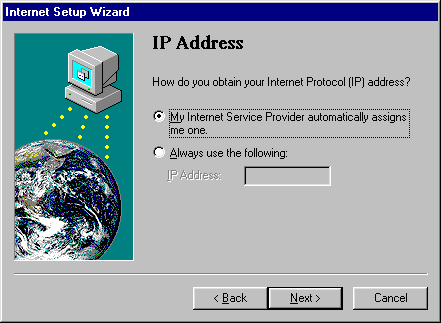 Internet Setup Wizard
IP Address
How do you obtain your Internet Protocol (IP) address?
My Internet Service Provider automatically assigns
me one.
Always use the following:
IP Address:
< Back Next > Cancel